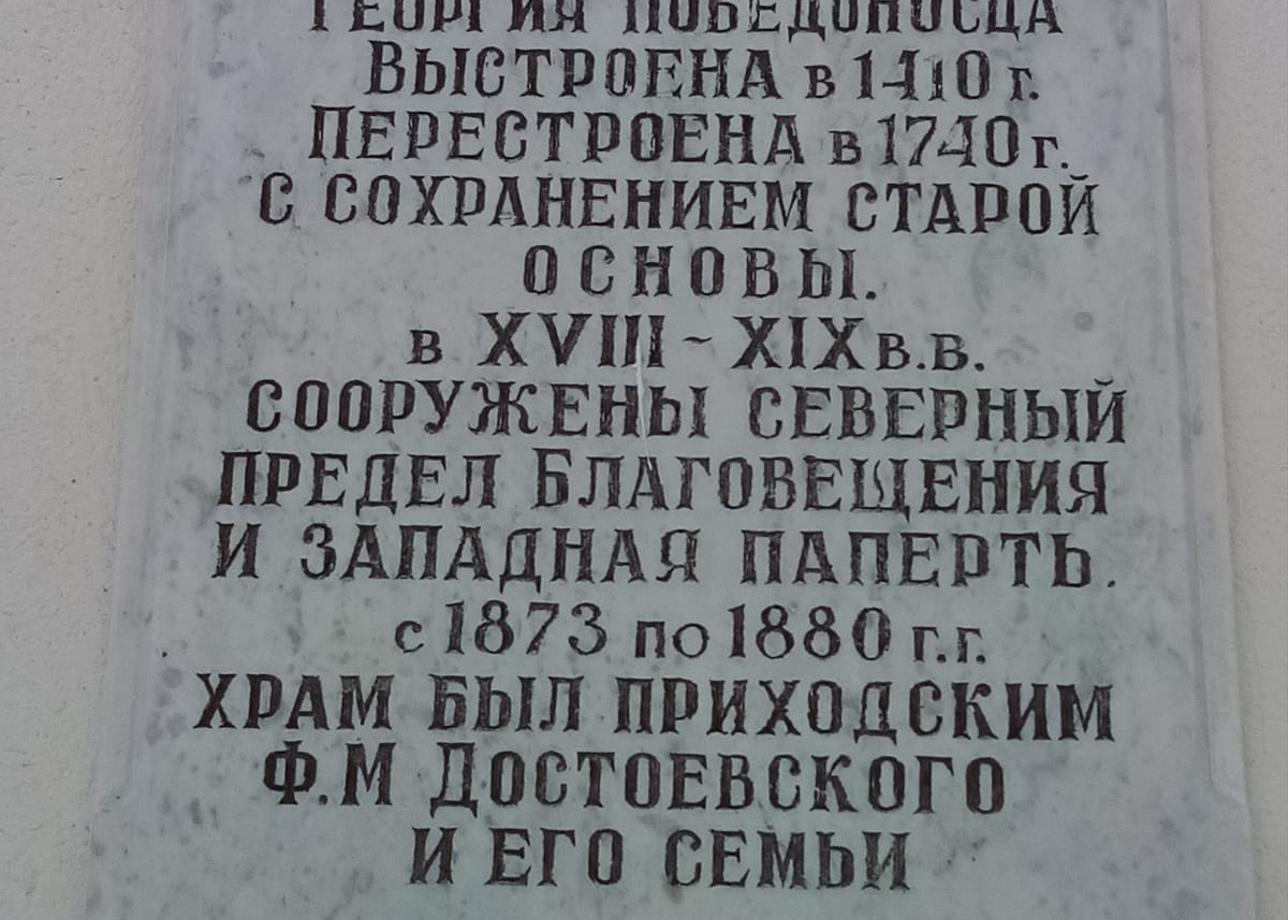 ГЕОРГИЯ ПОБЕДОНОСЦА
ВЫСТРОЕНА в 1410 г.
ПЕРЕСТРОЕНА в 1740 г.
С СОХРАНЕНИЕМ СТАРОЙ
ОСНОВЫ.
в XVIII ~ XIX в.в.
СООРУЖЕНЫ СЕВЕРНЫЙ
ПРЕДЕЛ БЛАГОВЕЩЕНИЯ
И ЗАПАДНАЯ ПАПЕРТЬ.
с 1873 по 1880 г.г.
ХРАМ БЫЛ ПРИХОДСКИМ
Ф.М ДОСТОЕВСКОГО
И ЕГО СЕМЬИ